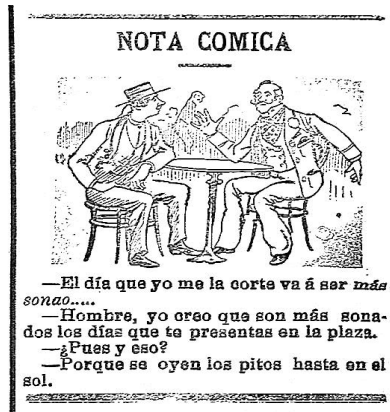 NOTA COMICA
—El día que yo me la corte va á ser más
sonao.....
—Hombre, yo creo que son más sona-
dos los días que te presentas en la plaza.
—¿Pues y eso?
—Porque se oyen los pitos hasta en el
sol.